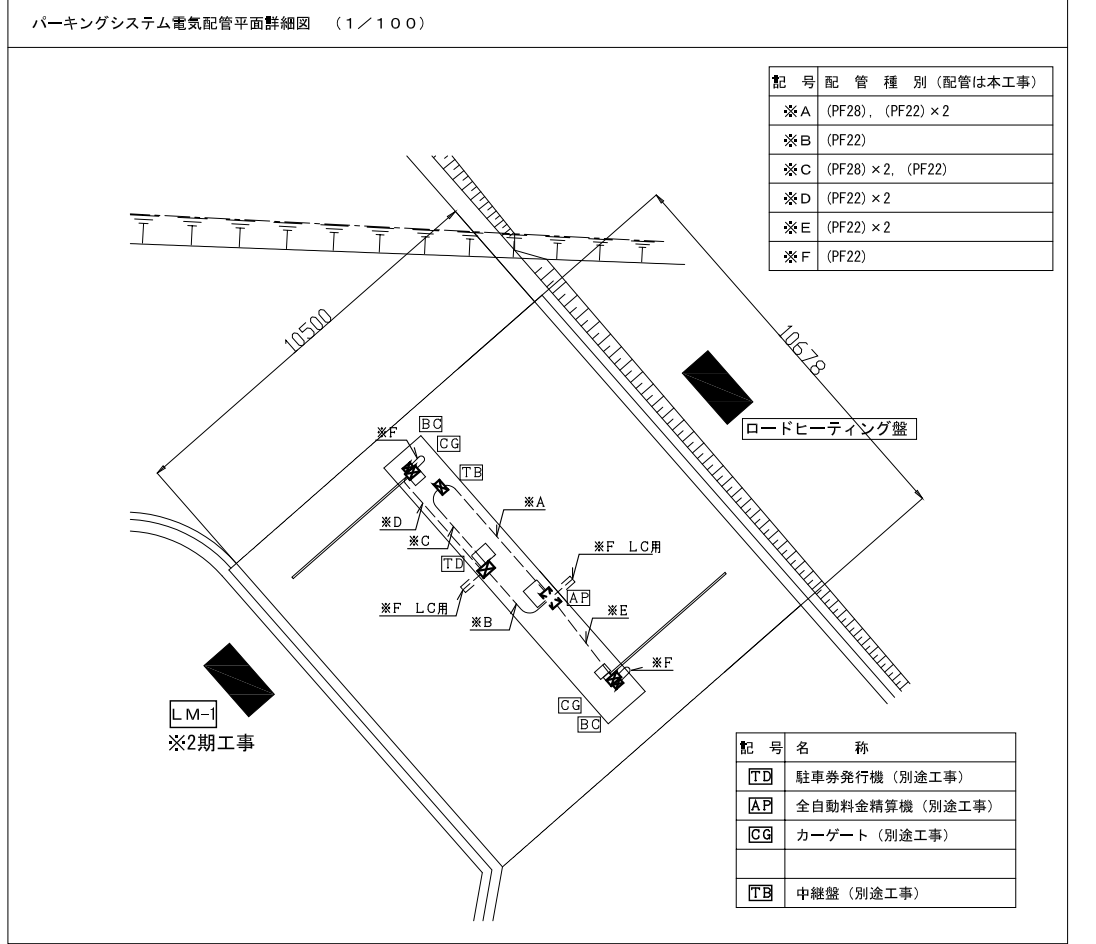 パーキングシステム電気配管平面詳細図 (1/100)
記 号 配 管 種 別(配管は本工事)
※A (PF28), (PF22)×2
※B (PF22)
※C (PF28)×2, (PF22)
※D (PF22)×2
※E (PF22)×2
※F (PF22)
10500
10678
ロードヒーティング盤
BC
※F
CG
TB
※A
※D
※C
※F LC用
TD
AP
※F LC用
※E
※B
※F
CG
BC
LM-1
※2期工事
記 号 名 称
TD 駐車券発行機(別途工事)
AP 全自動料金精算機(別途工事)
CG カーゲート(別途工事)
TB 中継盤(別途工事)